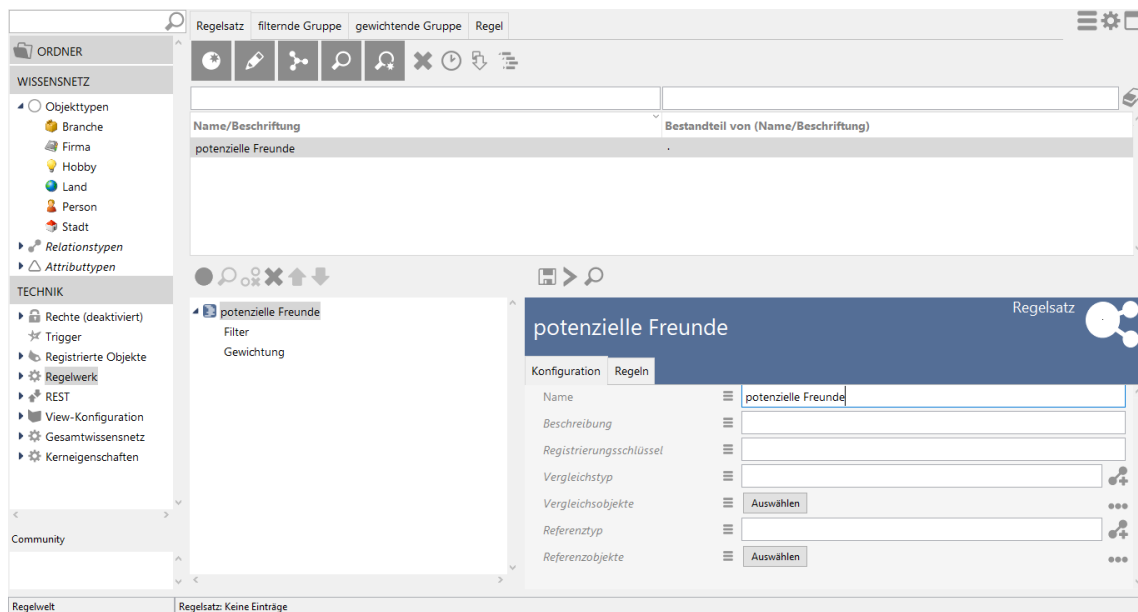 Regelsatz filternde Gruppe gewichtende Gruppe Regel
ORDNER
WISSENSNETZ
Objekttypen
Branche
Firma
Hobby
Land
Person
Stadt
Relationstypen
Attributtypen
TECHNIK
Rechte (deaktiviert)
Trigger
Registrierte Objekte
Regelwerk
REST
View-Konfiguration
Gesamtwissensnetz
Kerneigenschaften
Community
Name/Beschriftung Bestandteil von (Name/Beschriftung)
potenzielle Freunde .
potenzielle Freunde
Filter
Gewichtung
Regelsatz
potenzielle Freunde
Konfiguration Regeln
Name potenzielle Freunde
Beschreibung
Registrierungsschlüssel
Vergleichstyp
Vergleichsobjekte Auswählen
Referenztyp
Referenzobjekte Auswählen
Regelwelt Regelsatz: Keine Einträge